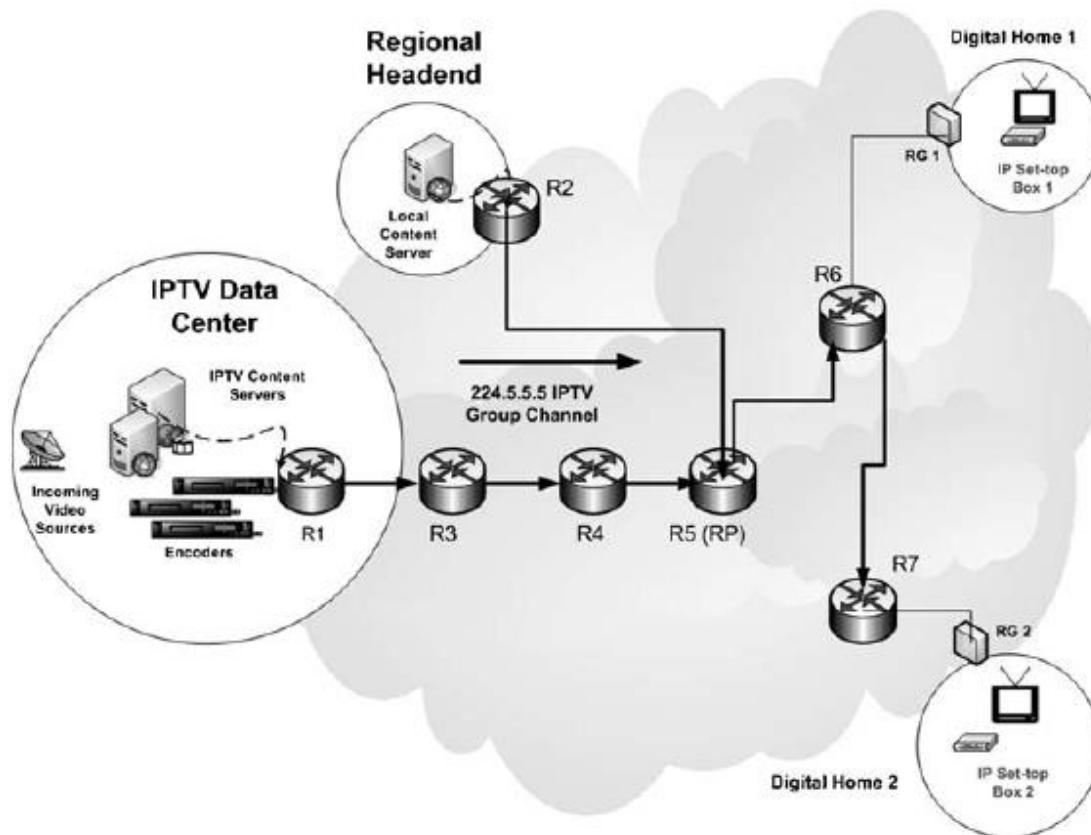 Regional
Headend
Digital Home 1
RG 1
IP Set-top
Box 1
Local
Content
Server
R2
IPTV Data
Center
IPTV Content
Servers
R6
224.5.5.5 IPTV
Group Channel
Incoming
Video
Sources
Encoders
R1
R3
R4
R5 (RP)
R7
RG 2
IP Set-top
Box 2
Digital Home 2